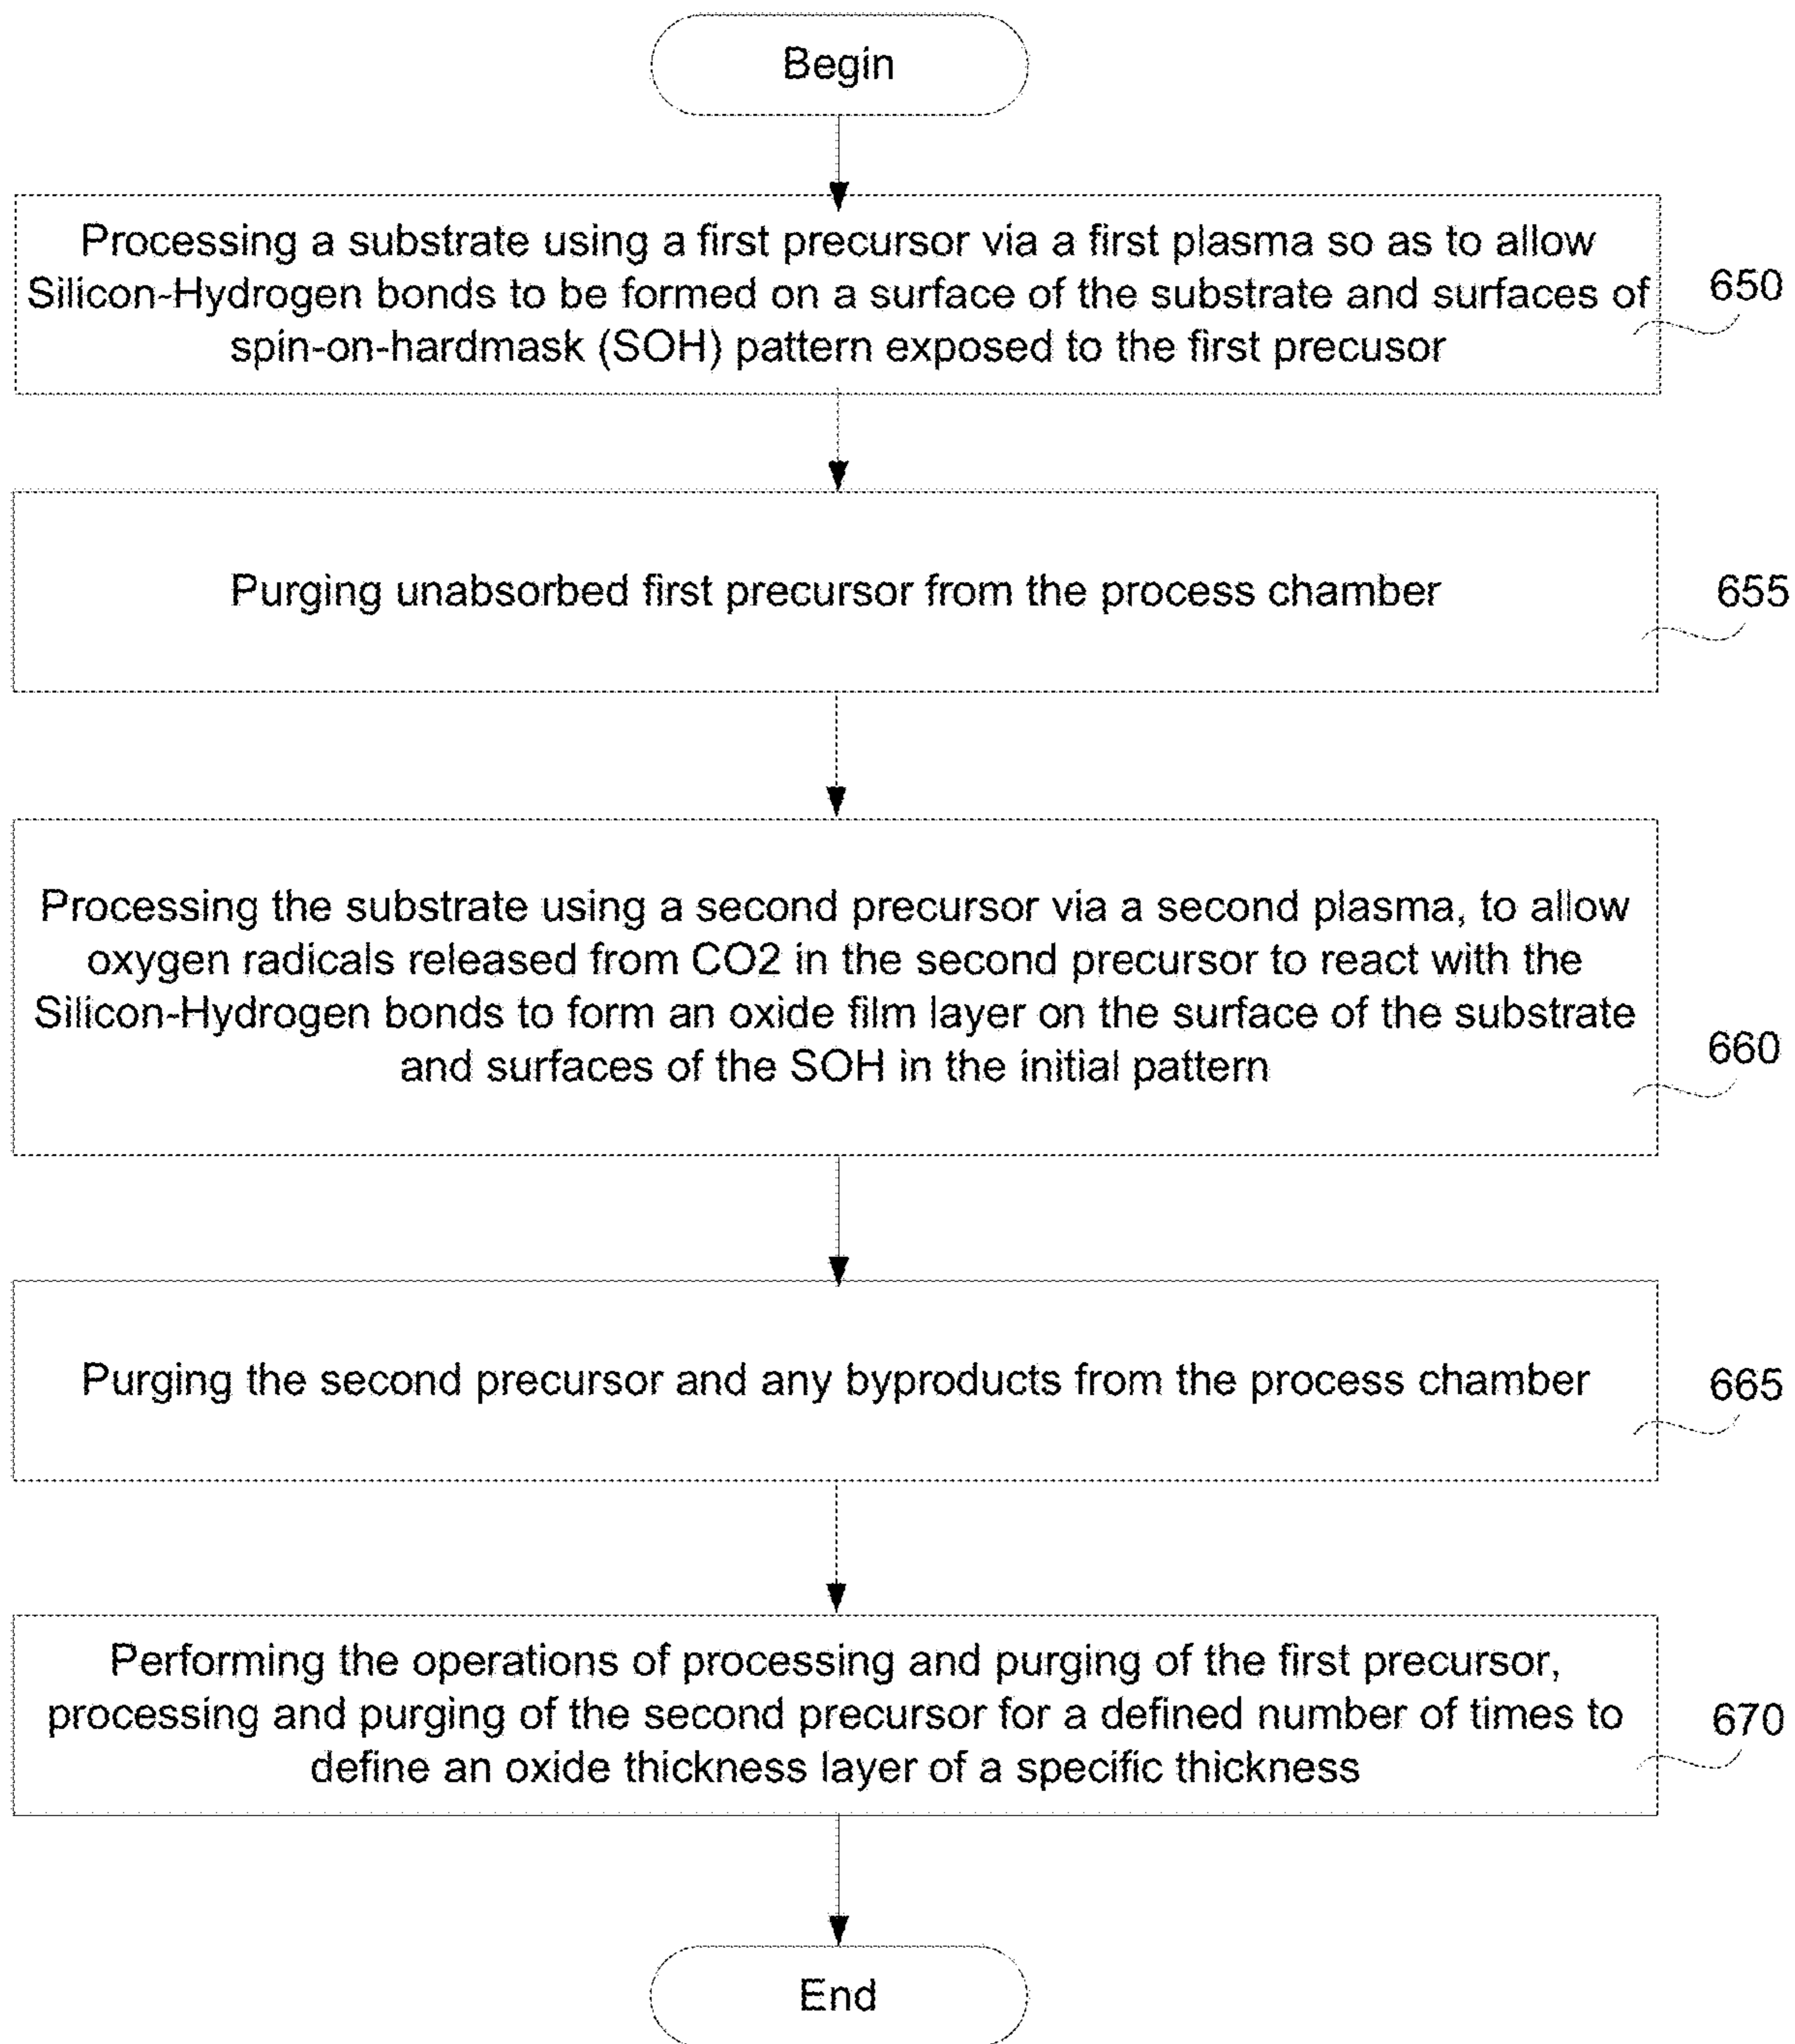 Begin
Processing a substrate using a first precursor via a first plasma so as to allow
Silicon-Hydrogen bonds to be formed on a surface of the substrate and surfaces of
spin-on-hardmask (SOH) pattern exposed to the first precusor
650
Purging unabsorbed first precursor from the process chamber
655
Processing the substrate using a second precursor via a second plasma, to allow
oxygen radicals released from CO2 in the second precursor to react with the
Silicon-Hydrogen bonds to form an oxide film layer on the surface of the substrate
and surfaces of the SOH in the initial pattern
660
Purging the second precursor and any byproducts from the process chamber
665
Performing the operations of processing and purging of the first precursor,
processing and purging of the second precursor for a defined number of times to
define an oxide thickness layer of a specific thickness
670
End